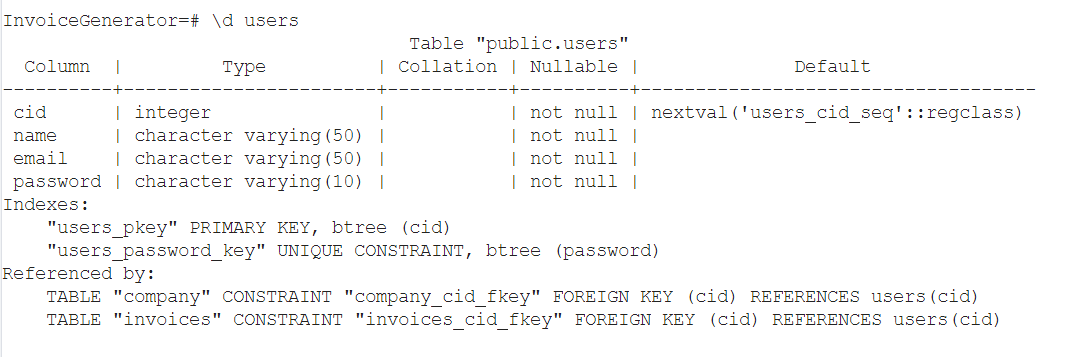 InvoiceGenerator=# \d users
                                     Table "public.users"
  Column  |         Type          | Collation | Nullable |              Default
----------+-----------------------+-----------+----------+------------------------------------
 cid      | integer               |           | not null | nextval('users_cid_seq'::regclass)
 name     | character varying(50) |           | not null |
 email    | character varying(50) |           | not null |
 password | character varying(10) |           | not null |
Indexes:
    "users_pkey" PRIMARY KEY, btree (cid)
    "users_password_key" UNIQUE CONSTRAINT, btree (password)
Referenced by:
    TABLE "company" CONSTRAINT "company_cid_fkey" FOREIGN KEY (cid) REFERENCES users(cid)
    TABLE "invoices" CONSTRAINT "invoices_cid_fkey" FOREIGN KEY (cid) REFERENCES users(cid)